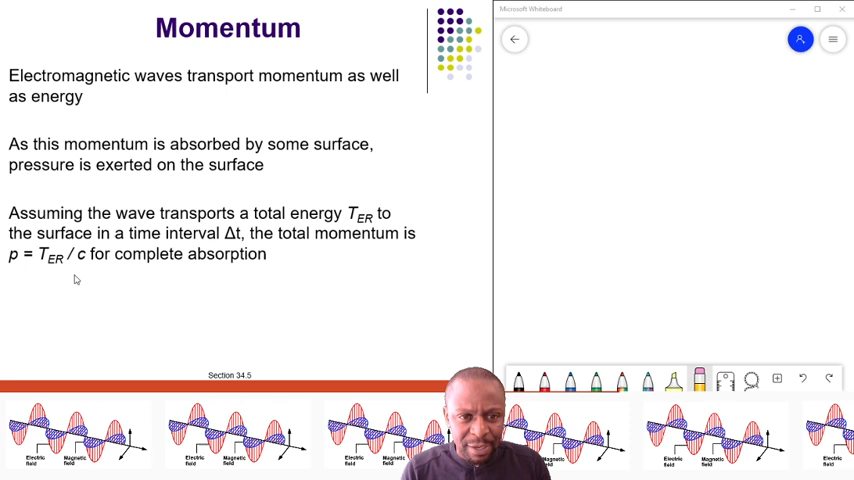 Momentum
Microsoft Whiteboard
Electromagnetic waves transport momentum as well
as energy
As this momentum is absorbed by some surface,
pressure is exerted on the surface
Assuming the wave transports a total energy T_ER to
the surface in a time interval Δt, the total momentum is
p = T_ER / c for complete absorption
Section 34.5
Electric
field
Magnetic
field
Electric
field
Magnetic
field
Electric
field
Magnetic
field
Magnetic
field
Electric
field
Magnetic
field
Electric
field